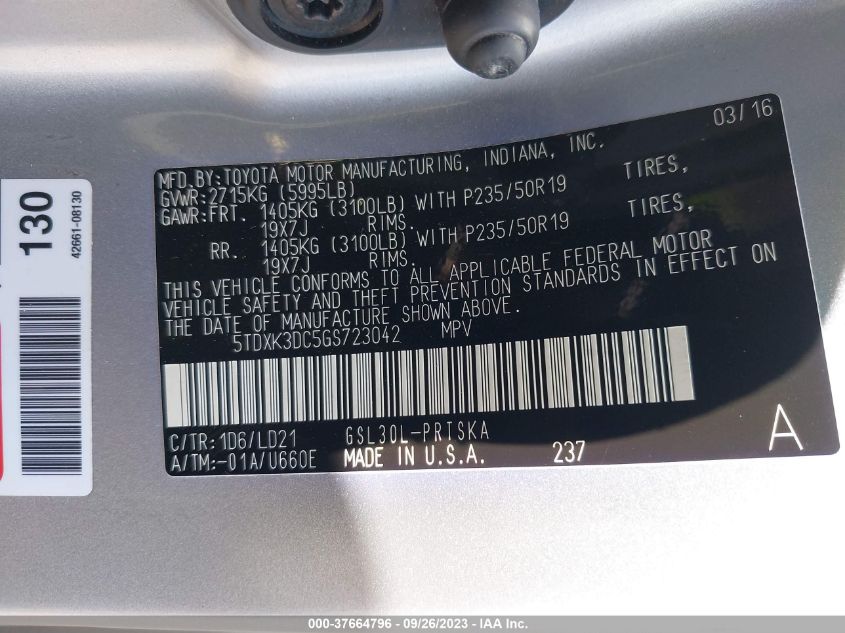 03/16
MFD.BY:TOYOTA MOTOR MANUFACTURING, INDIANA, INC.
GVWR:2715KG (5995LB)
GAWR:FRT. 1405KG (3100LB) WITH P235/50R19 TIRES,
19X7J RIMS.
RR. 1405KG (3100LB) WITH P235/50R19 TIRES,
19X7J RIMS.
THIS VEHICLE CONFORMS TO ALL APPLICABLE FEDERAL MOTOR
VEHICLE SAFETY AND THEFT PREVENTION STANDARDS IN EFFECT ON
THE DATE OF MANUFACTURE SHOWN ABOVE.
5TDXK3DC5GS723042 MPV
C/TR:1D6/LD21 GSL30L-PRTSKA
A/TM:-01A/U660E MADE IN U.S.A. 237 A
130
42661-08130
000-37664796 - 09/26/2023 - IAA Inc.